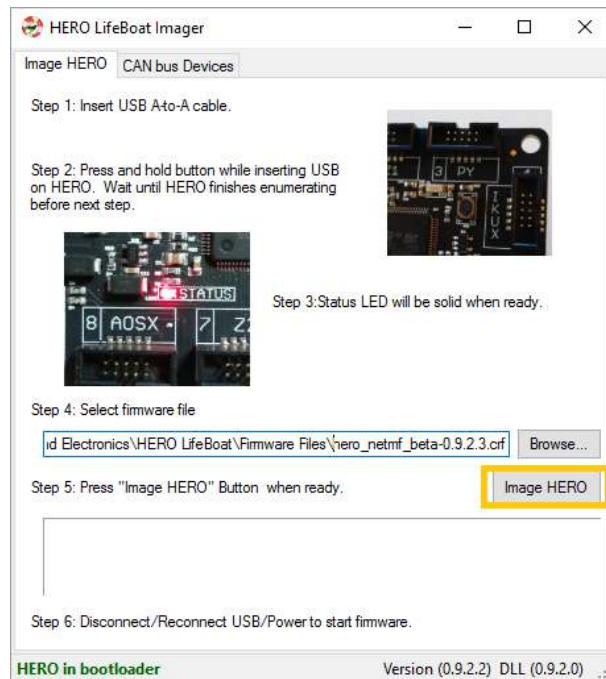 HERO LifeBoat Imager
Image HERO
CAN bus Devices
Step 1: Insert USB A-to-A cable.
Step 2: Press and hold button while inserting USB
on HERO. Wait until HERO finishes enumerating
before next step.
3 PY
STATUS
8 AOSX
7
Step 3:Status LED will be solid when ready.
Step 4: Select firmware file
Electronics\HERO LifeBoat\Firmware Files\hero_netmf_beta-0.9.2.3.crf
Browse...
Step 5: Press "Image HERO" Button when ready.
Image HERO
Step 6: Disconnect/Reconnect USB/Power to start firmware.
HERO in bootloader
Version (0.9.2.2) DLL (0.9.2.0)